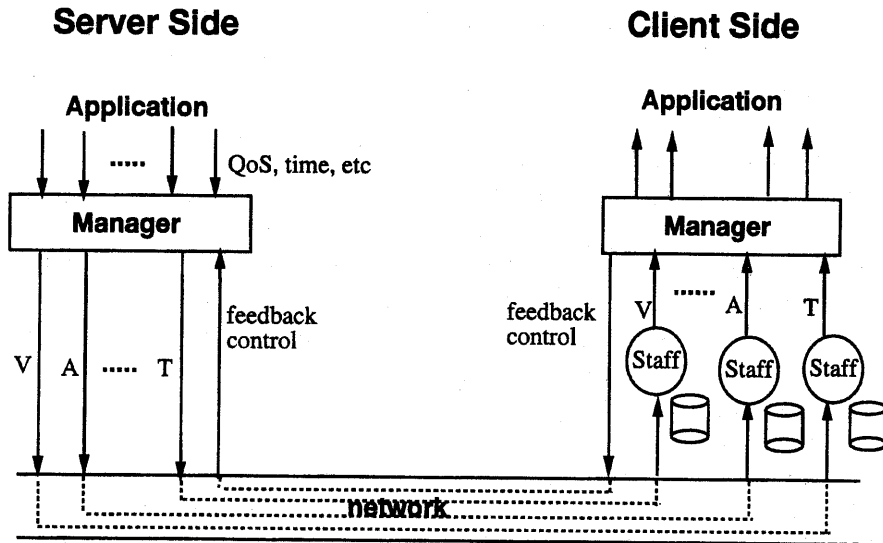 Server Side
Client Side
Application
Application
..... QoS, time, etc
Manager
Manager
feedback
control
feedback
control
V A ..... T
V ...... A T
Staff Staff Staff
network